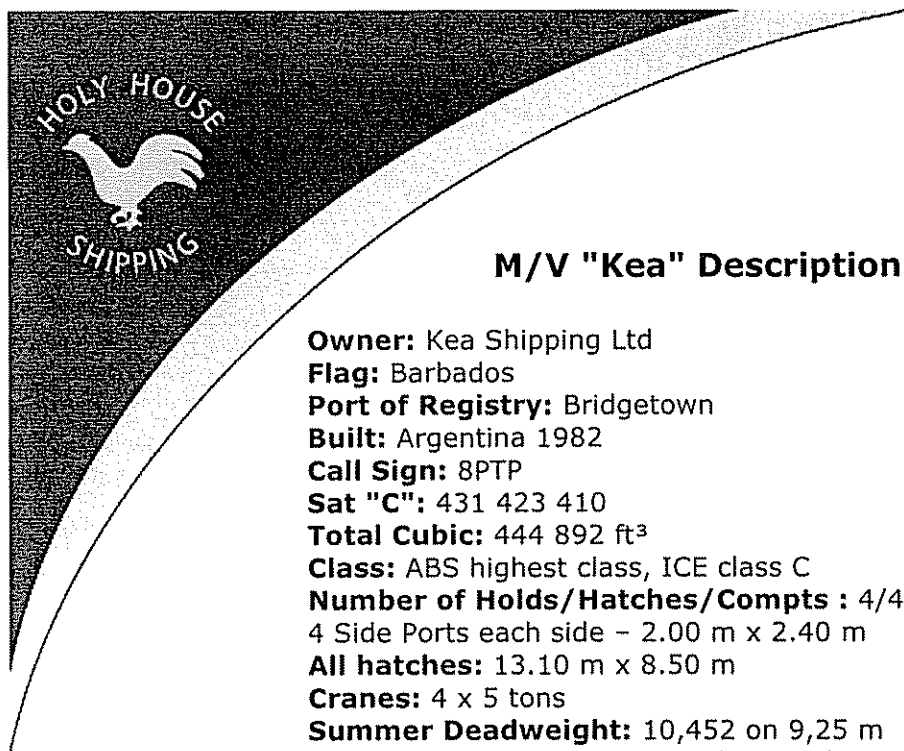 HOLY HOUSE
SHIPPING
M/V "Kea" Description
Owner: Kea Shipping Ltd
Flag: Barbados
Port of Registry: Bridgetown
Built: Argentina 1982
Call Sign: 8PTP
Sat "C": 431 423 410
Total Cubic: 444 892 ft³
Class: ABS highest class, ICE class C
Number of Holds/Hatches/Compts : 4/4
4 Side Ports each side – 2.00 m x 2.40 m
All hatches: 13.10 m x 8.50 m
Cranes: 4 x 5 tons
Summer Deadweight: 10,452 on 9,25 m